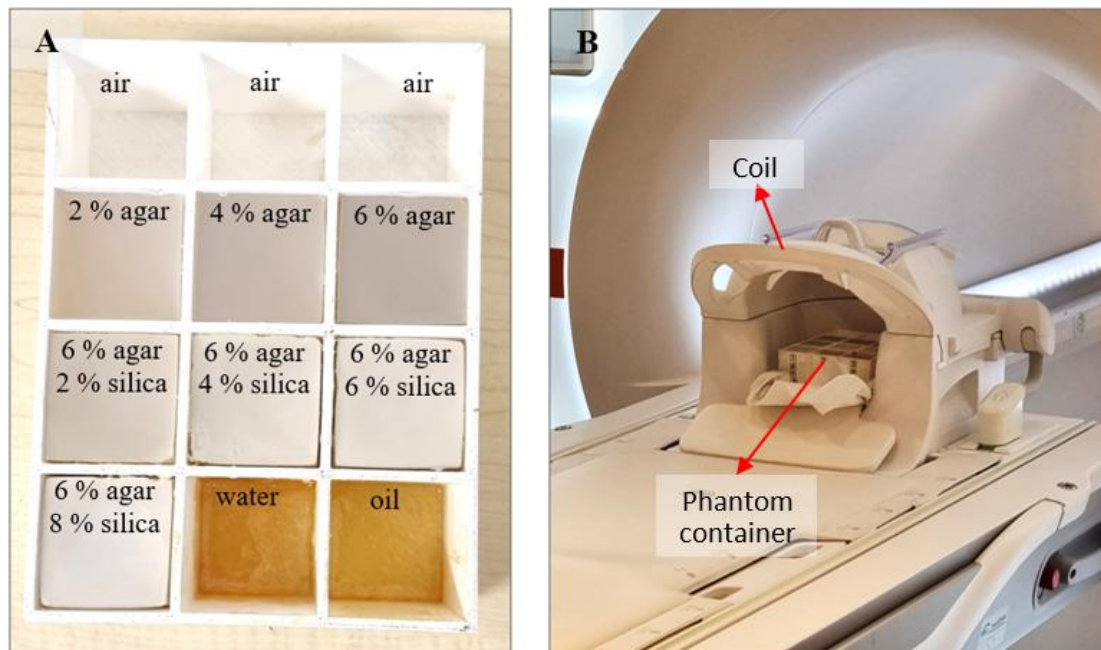 A
air
air
air
2 % agar
4 % agar
6 % agar
6 % agar
2 % silica
6 % agar
4 % silica
6 % agar
6 % silica
6 % agar
8 % silica
water
oil
B
Coil
Phantom
container